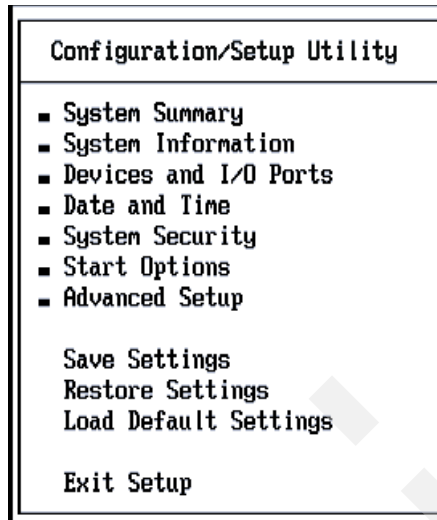 Configuration/Setup Utility
System Summary
System Information
Devices and I/O Ports
Date and Time
System Security
Start Options
Advanced Setup
Save Settings
Restore Settings
Load Default Settings
Exit Setup